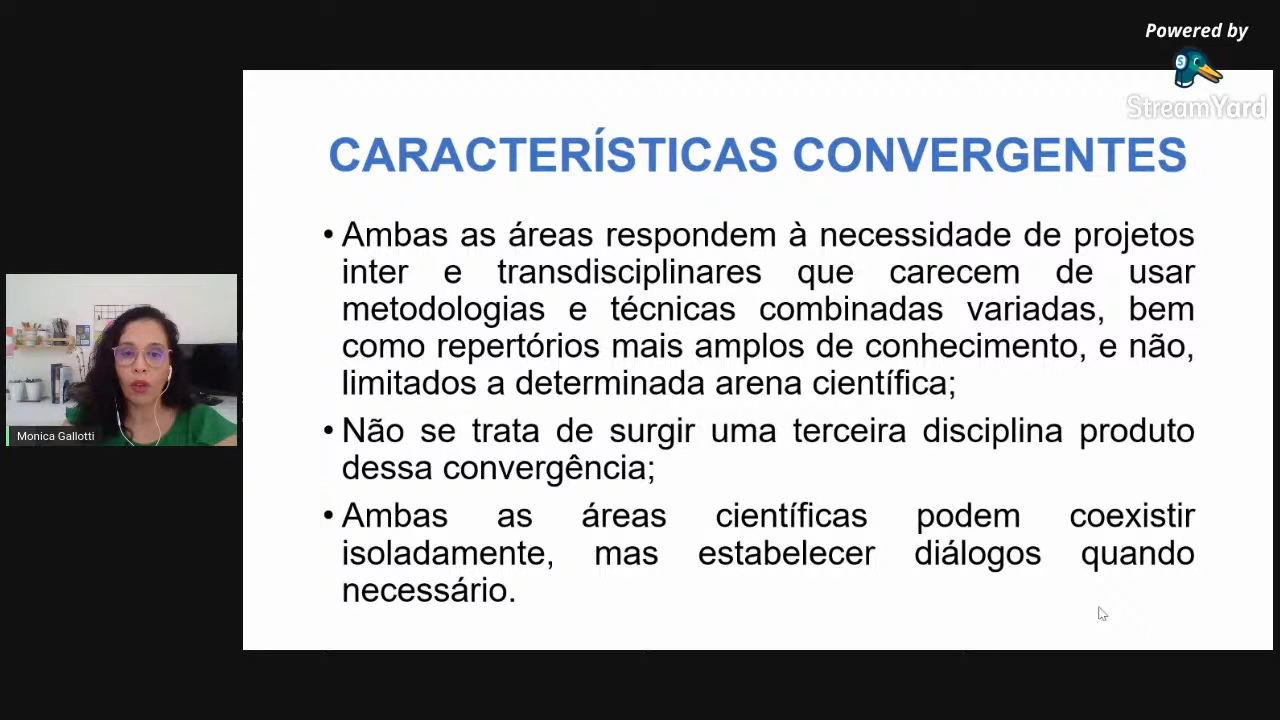 Powered by
StreamYard
CARACTERÍSTICAS CONVERGENTES
• Ambas as áreas respondem à necessidade de projetos
inter e transdisciplinares que carecem de usar
metodologias e técnicas combinadas variadas, bem
como repertórios mais amplos de conhecimento, e não,
limitados a determinada arena científica;
• Não se trata de surgir uma terceira disciplina produto
dessa convergência;
• Ambas as áreas científicas podem coexistir
isoladamente, mas estabelecer diálogos quando
necessário.
Monica Gallotti